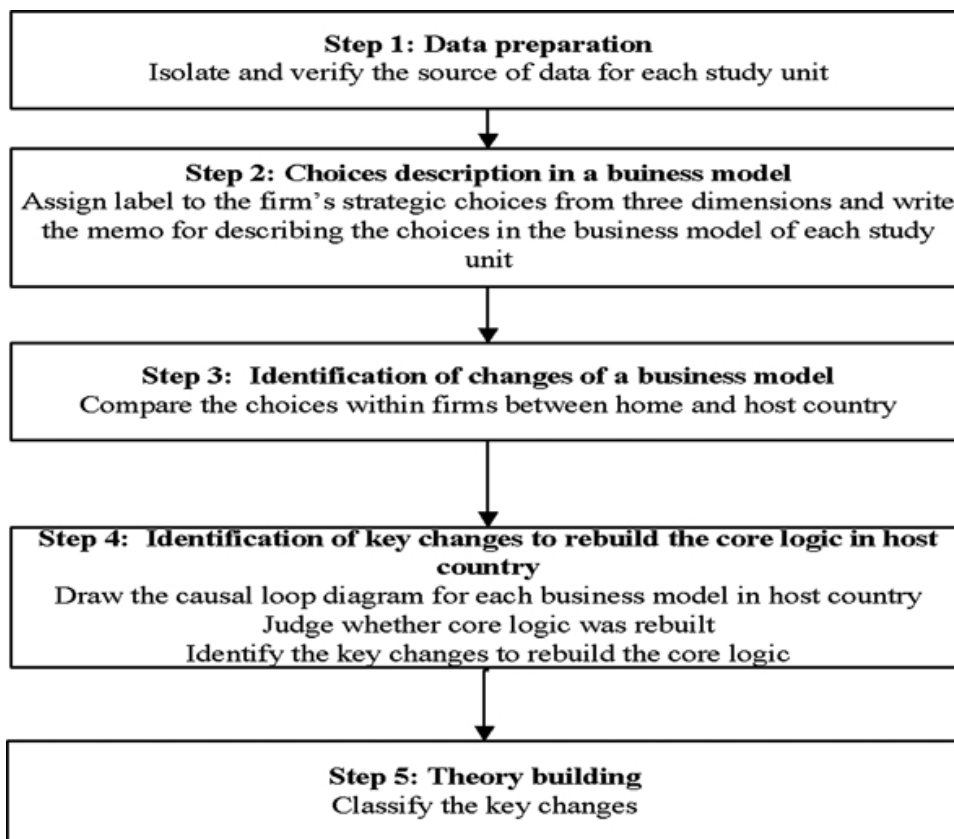 Step 1: Data preparation
Isolate and verify the source of data for each study unit
Step 2: Choices description in a buiness model
Assign label to the firm's strategic choices from three dimensions and write
the memo for describing the choices in the business model of each study
unit
Step 3:  Identification of changes of a business model
Compare the choices within firms between home and host country
Step 4:  Identification of key changes to rebuild the core logic in host
country
Draw the causal loop diagram for each business model in host country
Judge whether core logic was rebuilt
Identify the key changes to rebuild the core logic
Step 5: Theory building
Classify the key changes